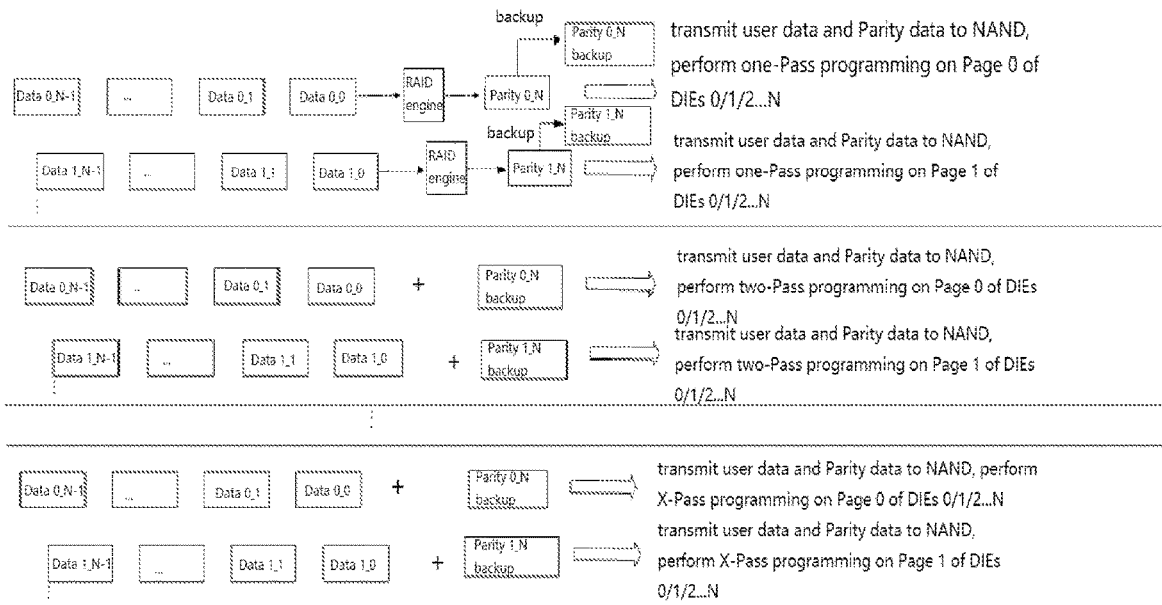 backup
Parity 0_N
backup
transmit user data and Parity data to NAND,
perform one-Pass programming on Page 0 of
DIEs 0/1/2...N
Data 0_N-1
...
Data 0_1
Data 0_0
RAID
engine
Parity 0_N
backup
Parity 1_N
backup
transmit user data and Parity data to NAND,
perform one-Pass programming on Page 1 of
DIEs 0/1/2...N
Data 1_N-1
...
Data 1_1
Data 1_0
RAID
engine
Parity 1_N
Data 0_N-1
...
Data 0_1
Data 0_0
+
Parity 0_N
backup
transmit user data and Parity data to NAND,
perform two-Pass programming on Page 0 of DIEs
0/1/2...N
Data 1_N-1
...
Data 1_1
Data 1_0
+
Parity 1_N
backup
transmit user data and Parity data to NAND,
perform two-Pass programming on Page 1 of DIEs
0/1/2...N
Data 0_N-1
...
Data 0_1
Data 0_0
+
Parity 0_N
backup
transmit user data and Parity data to NAND, perform
X-Pass programming on Page 0 of DIEs 0/1/2...N
Data 1_N-1
...
Data 1_1
Data 1_0
+
Parity 1_N
backup
transmit user data and Parity data to NAND,
perform X-Pass programming on Page 1 of DIEs
0/1/2...N